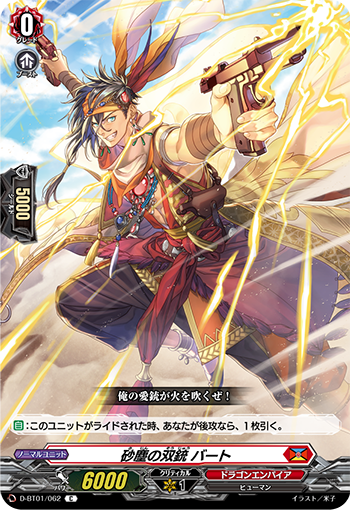 0
グレード
ブースト
5000
シールド
俺の愛銃が火を吹くぜ！
:このユニットがライドされた時、あなたが後攻なら、1枚引く。
ノーマルユニット
砂塵の双銃 バート
パワー
6000
クリティカル
1
ドラゴンエンパイア
ヒューマン
D-BT01/062 C
イラスト／米子